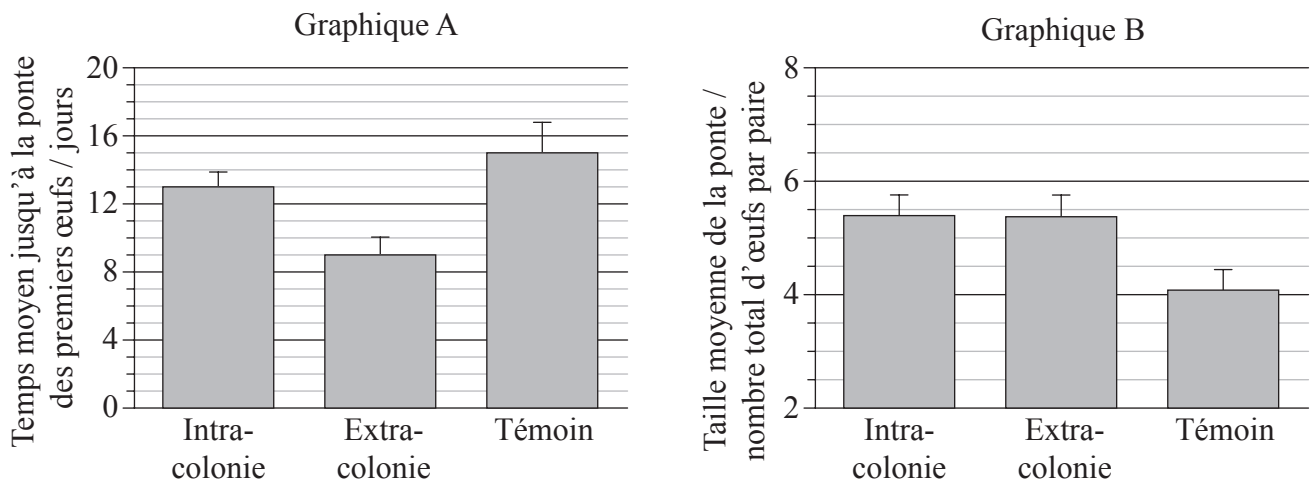 Graphique A
Temps moyen jusqu'à la ponte
des premiers œufs / jours
20
16
12
8
4
0
Intra-
colonie
Extra-
colonie
Témoin
Graphique B
Taille moyenne de la ponte /
nombre total d'œufs par paire
8
6
4
2
Intra-
colonie
Extra-
colonie
Témoin